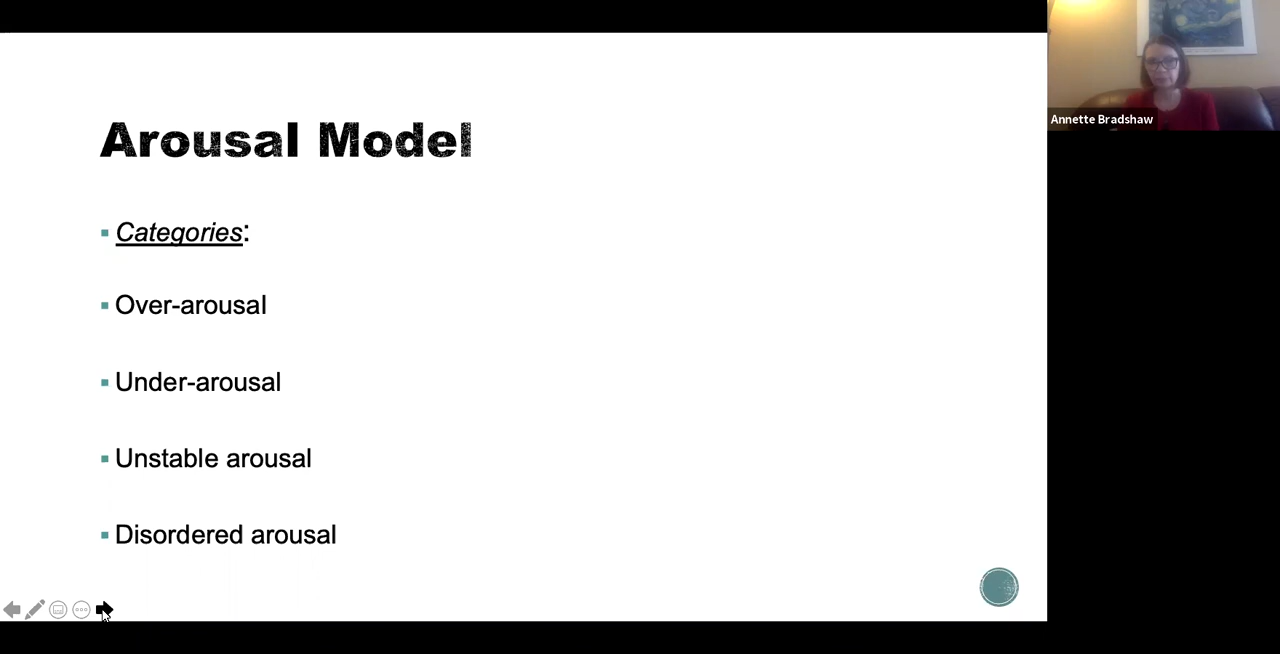 Arousal Model
Categories:
Over-arousal
Under-arousal
Unstable arousal
Disordered arousal
Annette Bradshaw